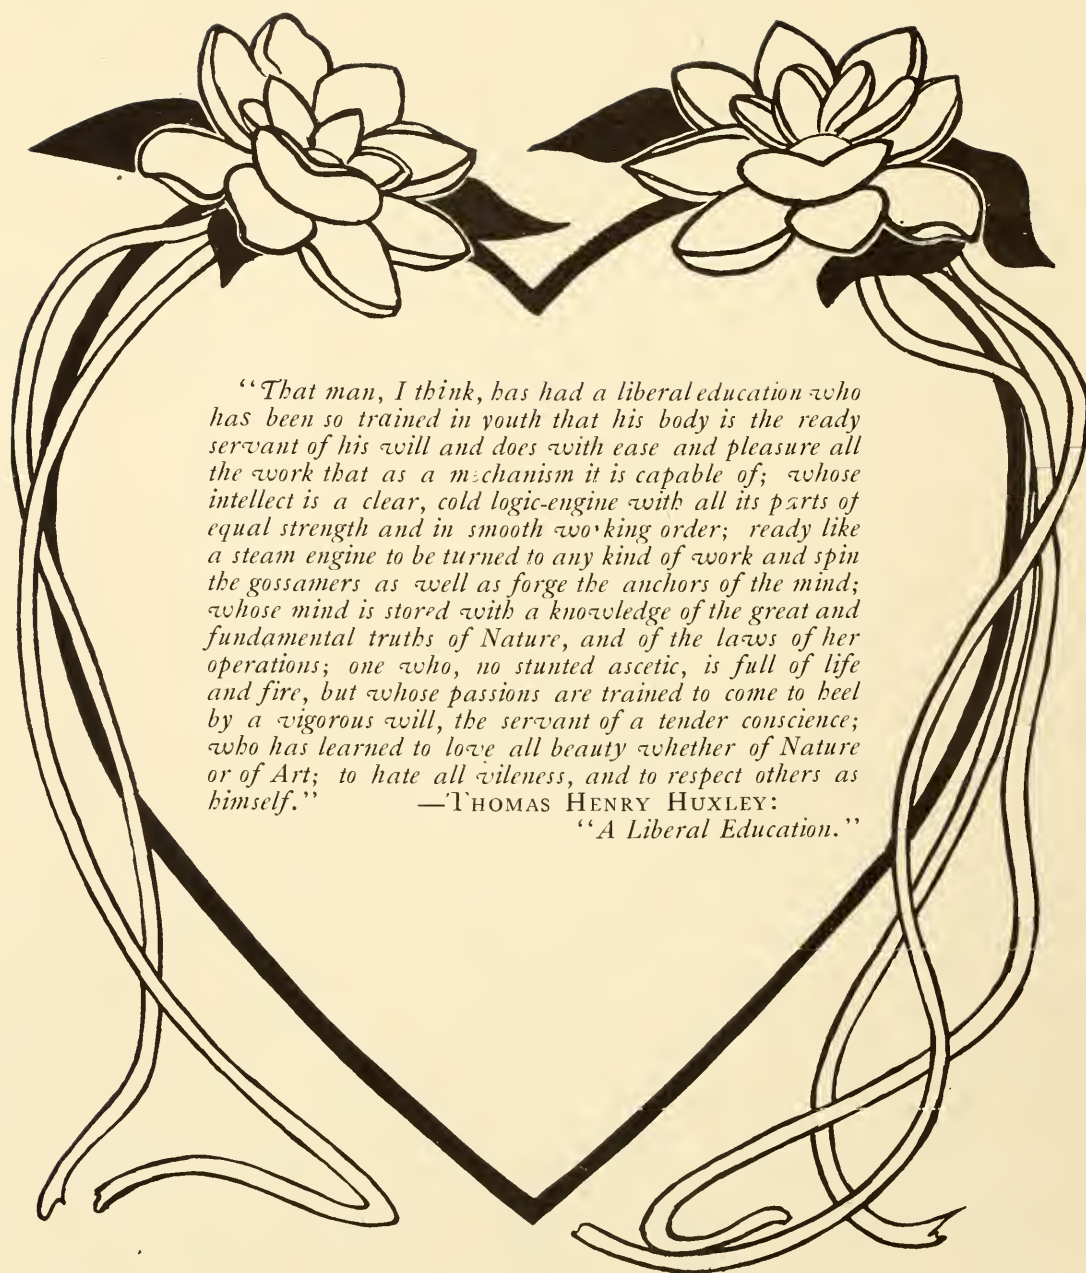 “That man, I think, has had a liberal education who
has been so trained in youth that his body is the ready
servant of his will and does with ease and pleasure all
the work that as a mechanism it is capable of; whose
intellect is a clear, cold logic-engine with all its parts of
equal strength and in smooth working order; ready like
a steam engine to be turned to any kind of work and spin
the gossamers as well as forge the anchors of the mind;
whose mind is stored with a knowledge of the great and
fundamental truths of Nature, and of the laws of her
operations; one who, no stunted ascetic, is full of life
and fire, but whose passions are trained to come to heel
by a vigorous will, the servant of a tender conscience;
who has learned to love all beauty whether of Nature
or of Art; to hate all vileness, and to respect others as
himself.” —THOMAS HENRY HUXLEY:
“A Liberal Education.”